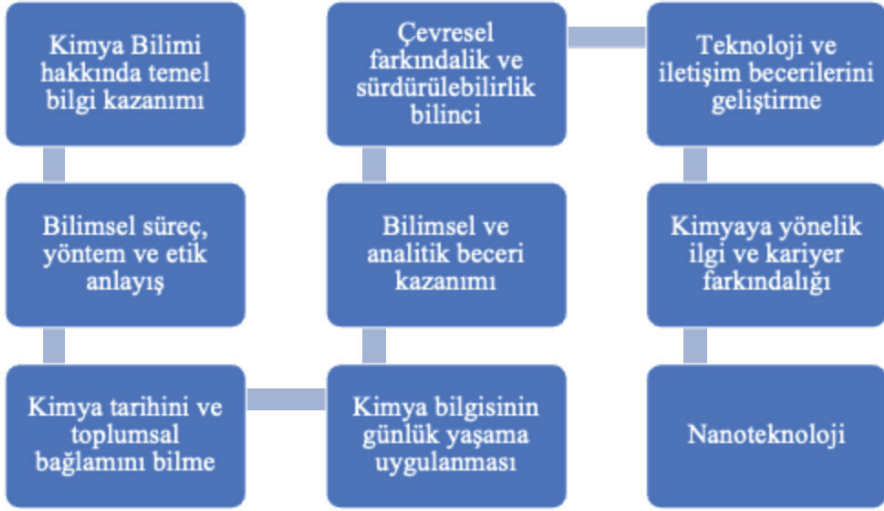 Kimya Bilimi
hakkında temel
bilgi kazanımı
Bilimsel süreç,
yöntem ve etik
anlayış
Kimya tarihini ve
toplumsal
bağlamını bilme
Kimya bilgisinin
günlük yaşama
uygulanması
Bilimsel ve
analitik beceri
kazanımı
Çevresel
farkındalik ve
sürdürülebilirlik
bilinci
Teknoloji ve
iletişim becerilerini
geliştirme
Kimyaya yönelik
ilgi ve kariyer
farkındalığı
Nanoteknoloji